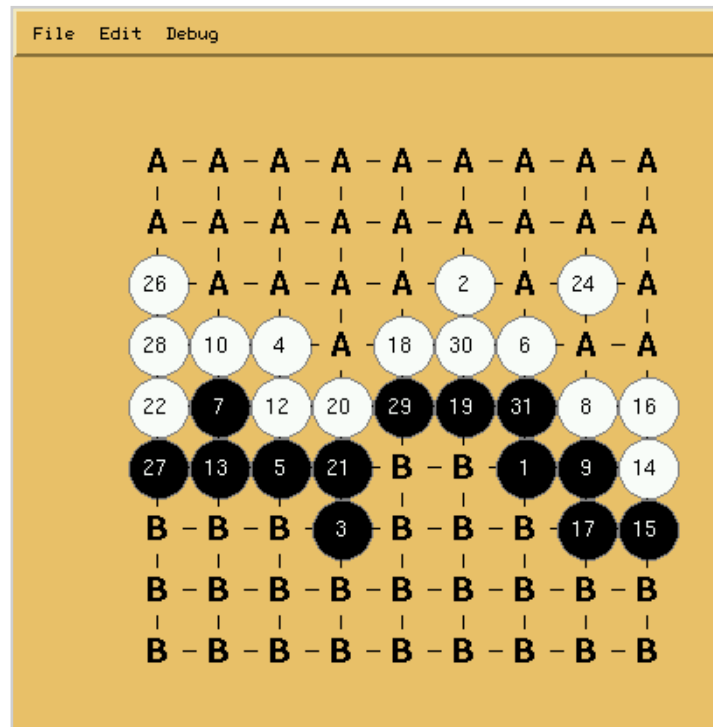 File Edit Debug
A A A A A A A A A
A A A A A A A A A
26 A A A A 2 A 24 A
28 10 4 A 18 30 6 A A
22 7 12 20 29 19 31 8 16
27 13 5 21 B B 1 9 14
B B B 3 B B B 17 15
B B B B B B B B B
B B B B B B B B B